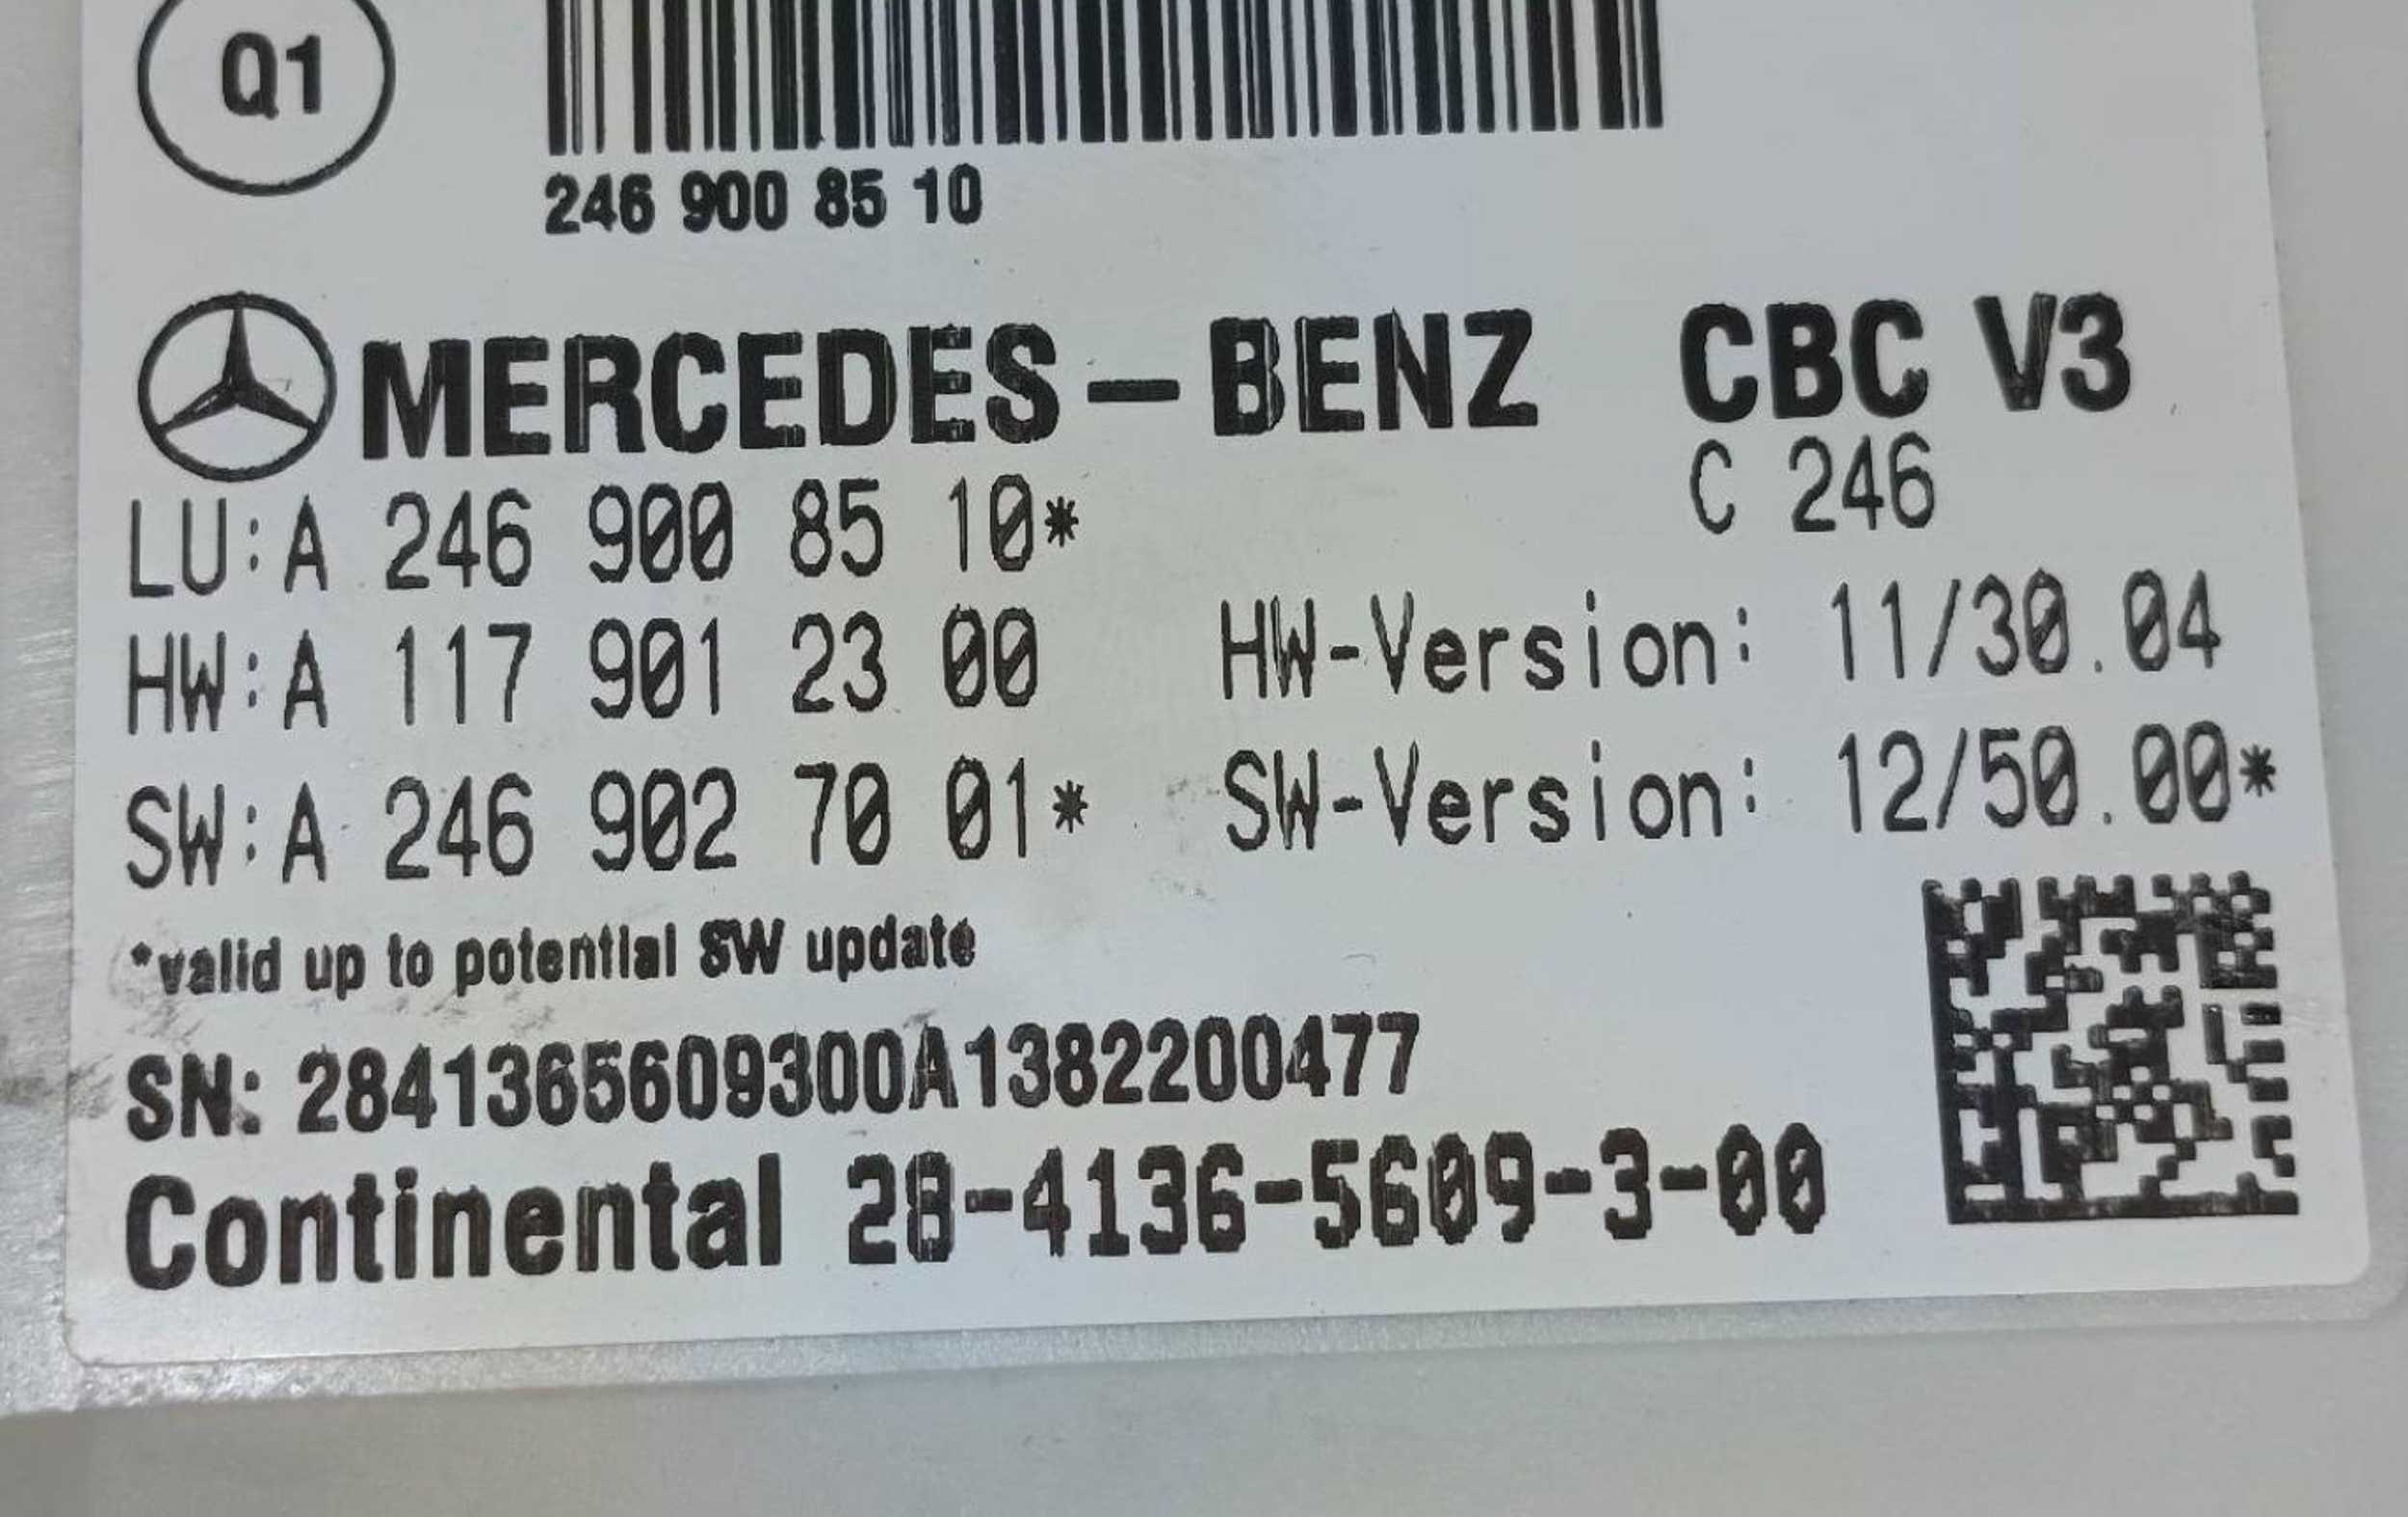 Q1
246 900 85 10
MERCEDES-BENZ CBC V3
C 246
LU:A 246 900 85 10*
HW:A 117 901 23 00 HW-Version: 11/30.04
SW:A 246 902 70 01* SW-Version: 12/50.00*
*valid up to potential SW update
SN: 2841365609300A1382200477
Continental 28-4136-5609-3-00